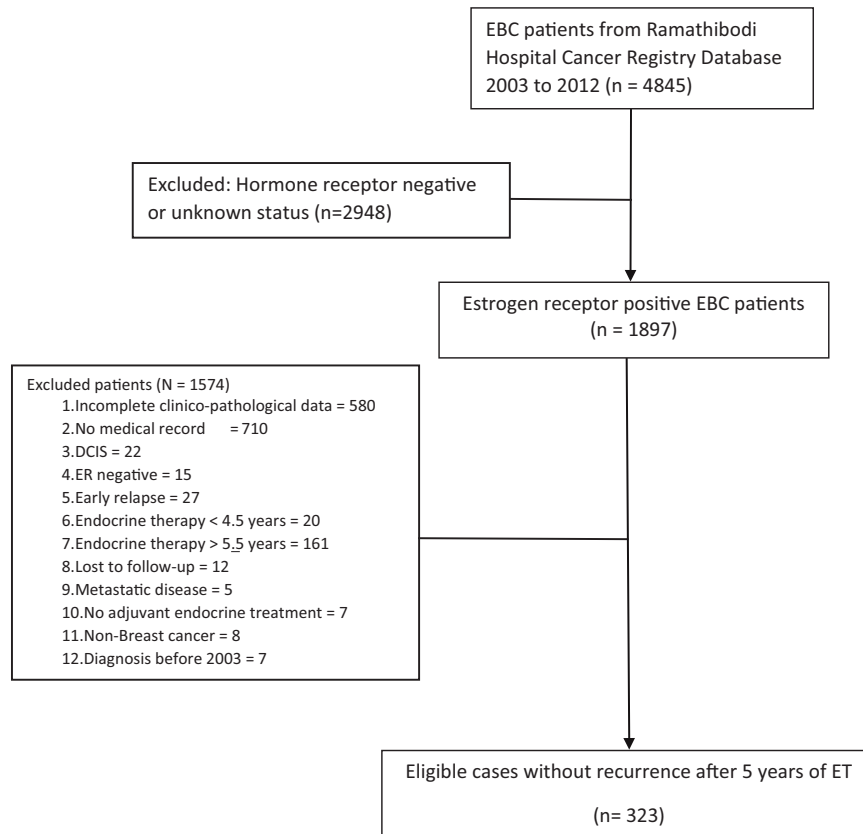 EBC patients from Ramathibodi
Hospital Cancer Registry Database
2003 to 2012 (n = 4845)
Excluded: Hormone receptor negative
or unknown status (n=2948)
Estrogen receptor positive EBC patients
(n = 1897)
Excluded patients (N = 1574)
1.Incomplete clinico-pathological data = 580
2.No medical record = 710
3.DCIS = 22
4.ER negative = 15
5.Early relapse = 27
6.Endocrine therapy < 4.5 years = 20
7.Endocrine therapy > 5.5 years = 161
8.Lost to follow-up = 12
9.Metastatic disease = 5
10.No adjuvant endocrine treatment = 7
11.Non-Breast cancer = 8
12.Diagnosis before 2003 = 7
Eligible cases without recurrence after 5 years of ET
(n= 323)